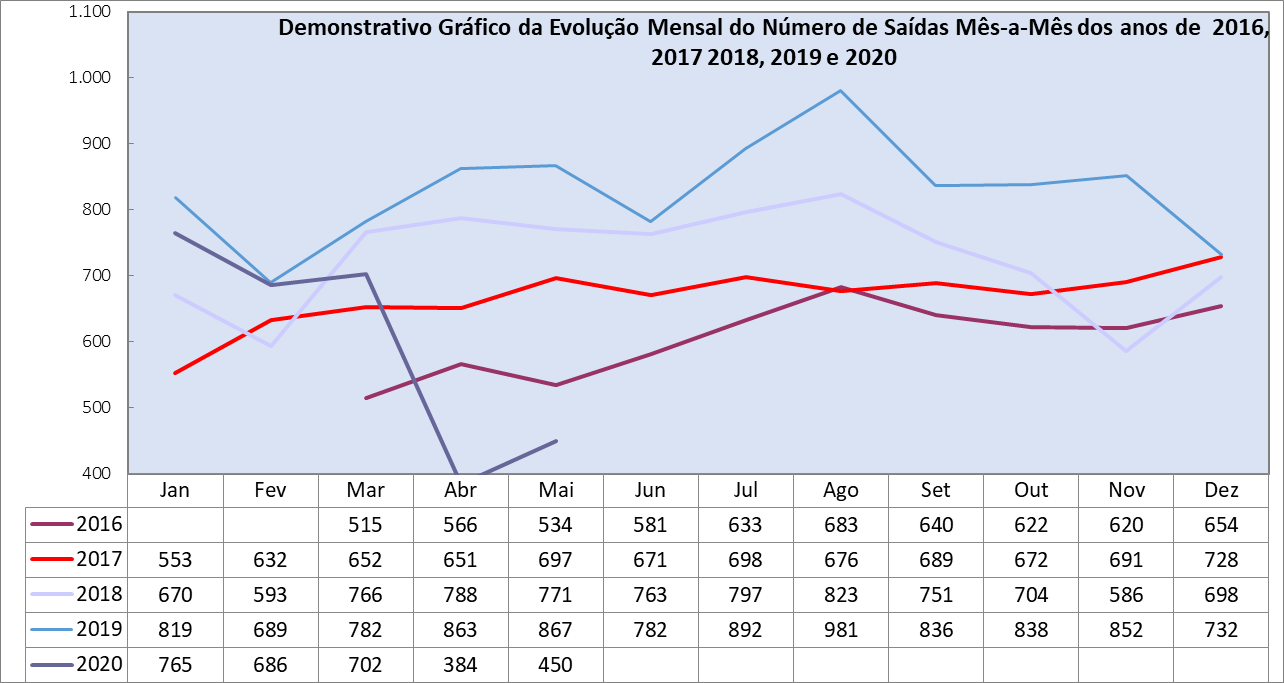 Demonstrativo Gráfico da Evolução Mensal do Número de Saídas Mês-a-Mês dos anos de 2016,
2017 2018, 2019 e 2020
1.100
1.000
900
800
700
600
500
400
Jan Fev Mar Abr Mai Jun Jul Ago Set Out Nov Dez
2016 515 566 534 581 633 683 640 622 620 654
2017 553 632 652 651 697 671 698 676 689 672 691 728
2018 670 593 766 788 771 763 797 823 751 704 586 698
2019 819 689 782 863 867 782 892 981 836 838 852 732
2020 765 686 702 384 450